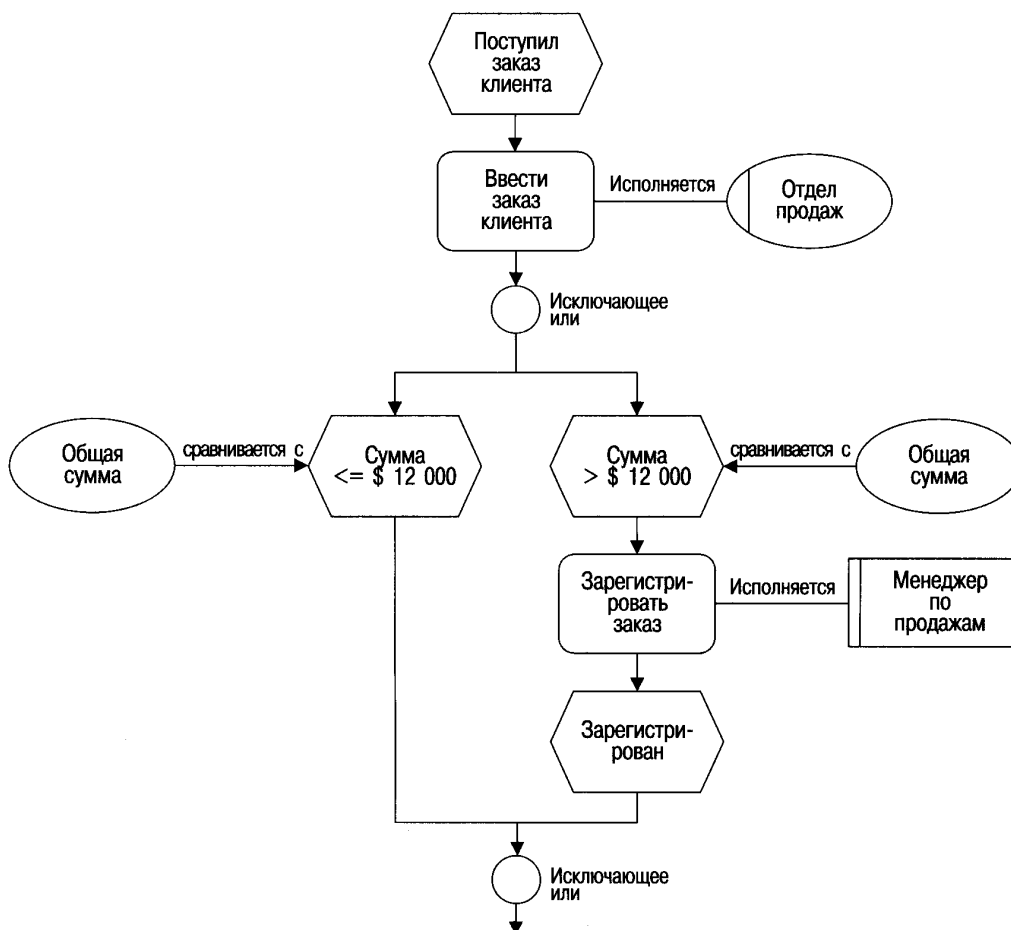 Поступил
заказ
клиента
Ввести
заказ
клиента
Исполняется
Отдел
продаж
Исключающее
или
Общая
сумма
сравнивается с
Сумма
<= $ 12 000
Сумма
> $ 12 000
сравнивается с
Общая
сумма
Зарегистри-
ровать
заказ
Исполняется
Менеджер
по
продажам
Зарегистри-
рован
Исключающее
или